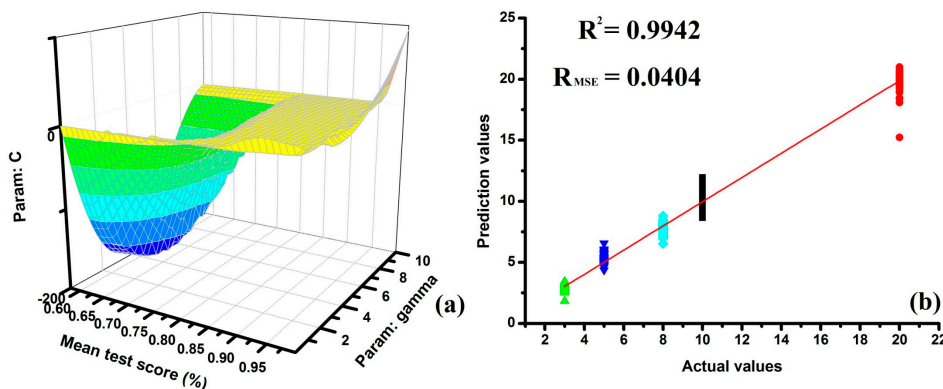 Param: C
0
-200
0.60
0.65
0.70
0.75
0.80
0.85
0.90
0.95
Mean test score (%)
2
4
6
8
10
Param: gamma
(a)
R²= 0.9942
RMSE = 0.0404
Prediction values
25
20
15
10
5
0
2 4 6 8 10 12 14 16 18 20 22
Actual values
(b)